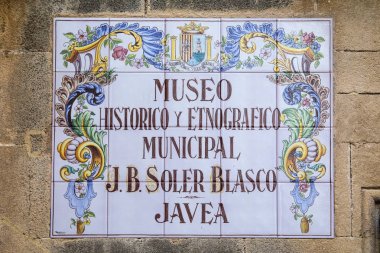 MUSEO
HISTORICO Y ETNOGRAFICO
MUNICIPAL
J.B. SOLER BLASCO
JAVEA